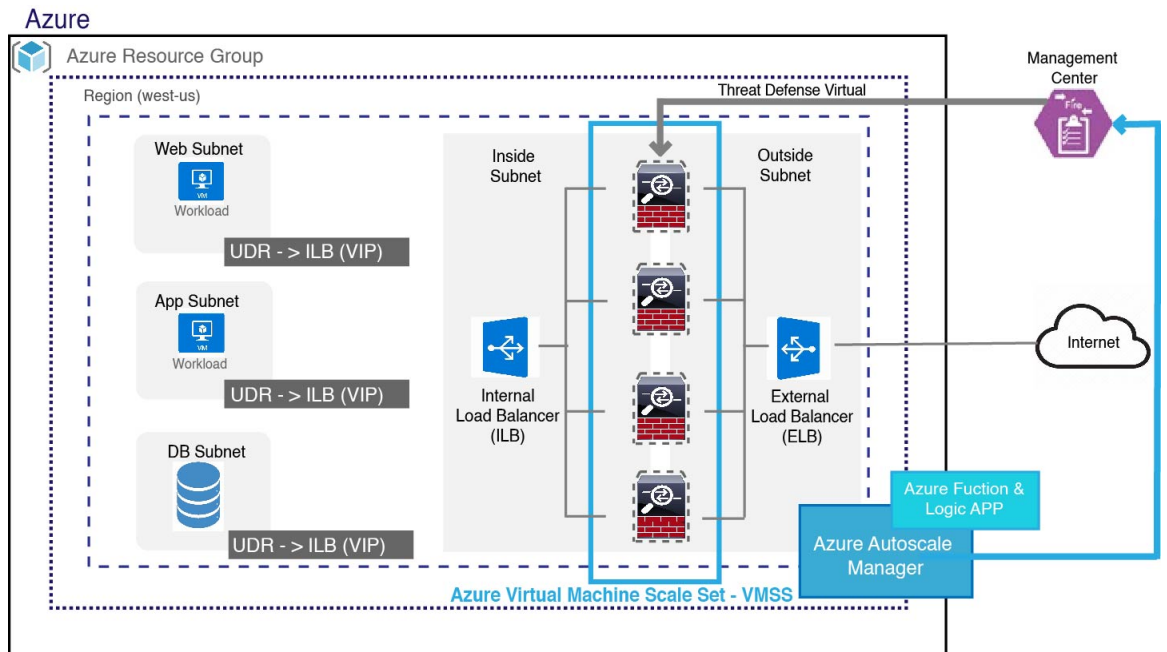 Azure
Azure Resource Group
Region (west-us)
Threat Defense Virtual
Management
Center
Fire
Web Subnet
VM
Workload
UDR - > ILB (VIP)
App Subnet
VM
Workload
UDR - > ILB (VIP)
DB Subnet
UDR - > ILB (VIP)
Inside
Subnet
Outside
Subnet
Internal
Load Balancer
(ILB)
External
Load Balancer
(ELB)
Internet
Azure Fuction &
Logic APP
Azure Autoscale
Manager
Azure Virtual Machine Scale Set - VMSS